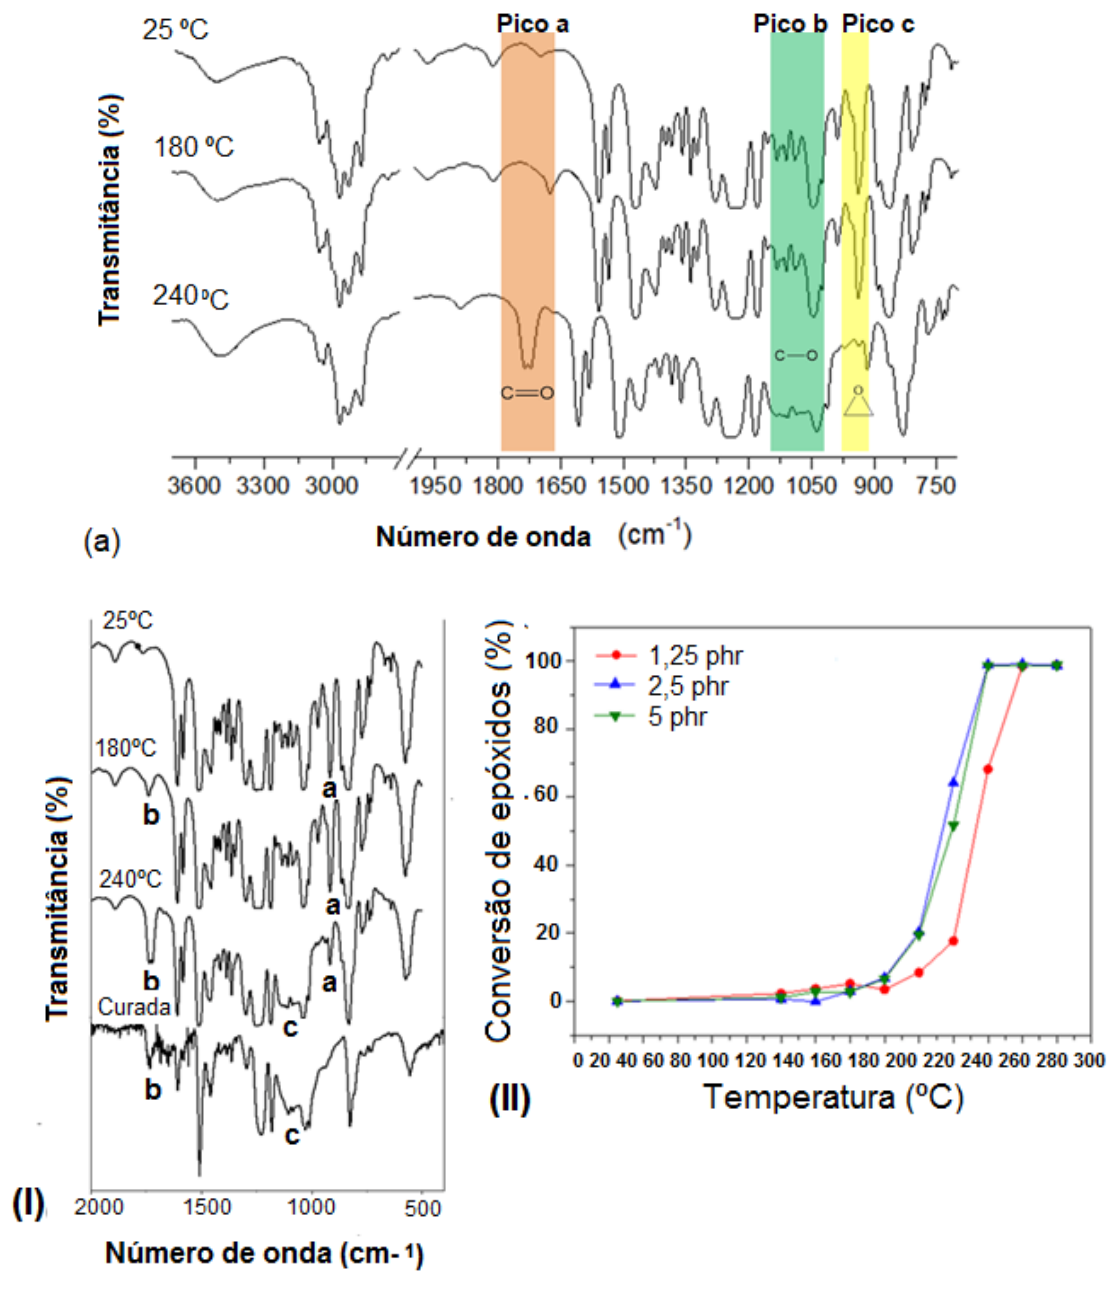 Pico a Pico b Pico c
25 ºC
180 ºC
240 ºC
Transmitância (%)
C O
C O
O
3600 3300 3000 1950 1800 1650 1500 1350 1200 1050 900 750
Número de onda (cm-1)
(a)
25ºC
180ºC
a
b
240ºC
a
b
a
Curada
c
b
c
Transmitância (%)
2000 1500 1000 500
(I)
Número de onda (cm-1)
1,25 phr
2,5 phr
5 phr
Conversão de epóxidos (%)
100
80
60
40
20
0
0 20 40 60 80 100 120 140 160 180 200 220 240 260 280 300
Temperatura (ºC)
(II)